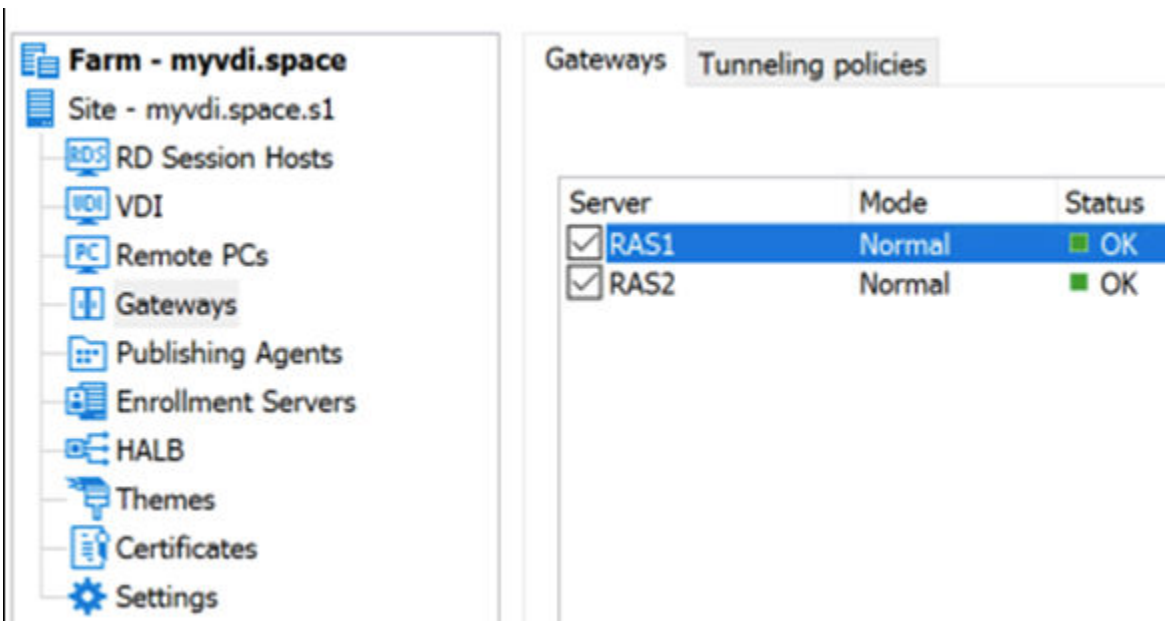 Farm - myvdi.space
Site - myvdi.space.s1
RDS RD Session Hosts
VDI VDI
PC Remote PCs
Gateways
Publishing Agents
Enrollment Servers
HALB
Themes
Certificates
Settings
Gateways Tunneling policies
Server Mode Status
RAS1 Normal OK
RAS2 Normal OK